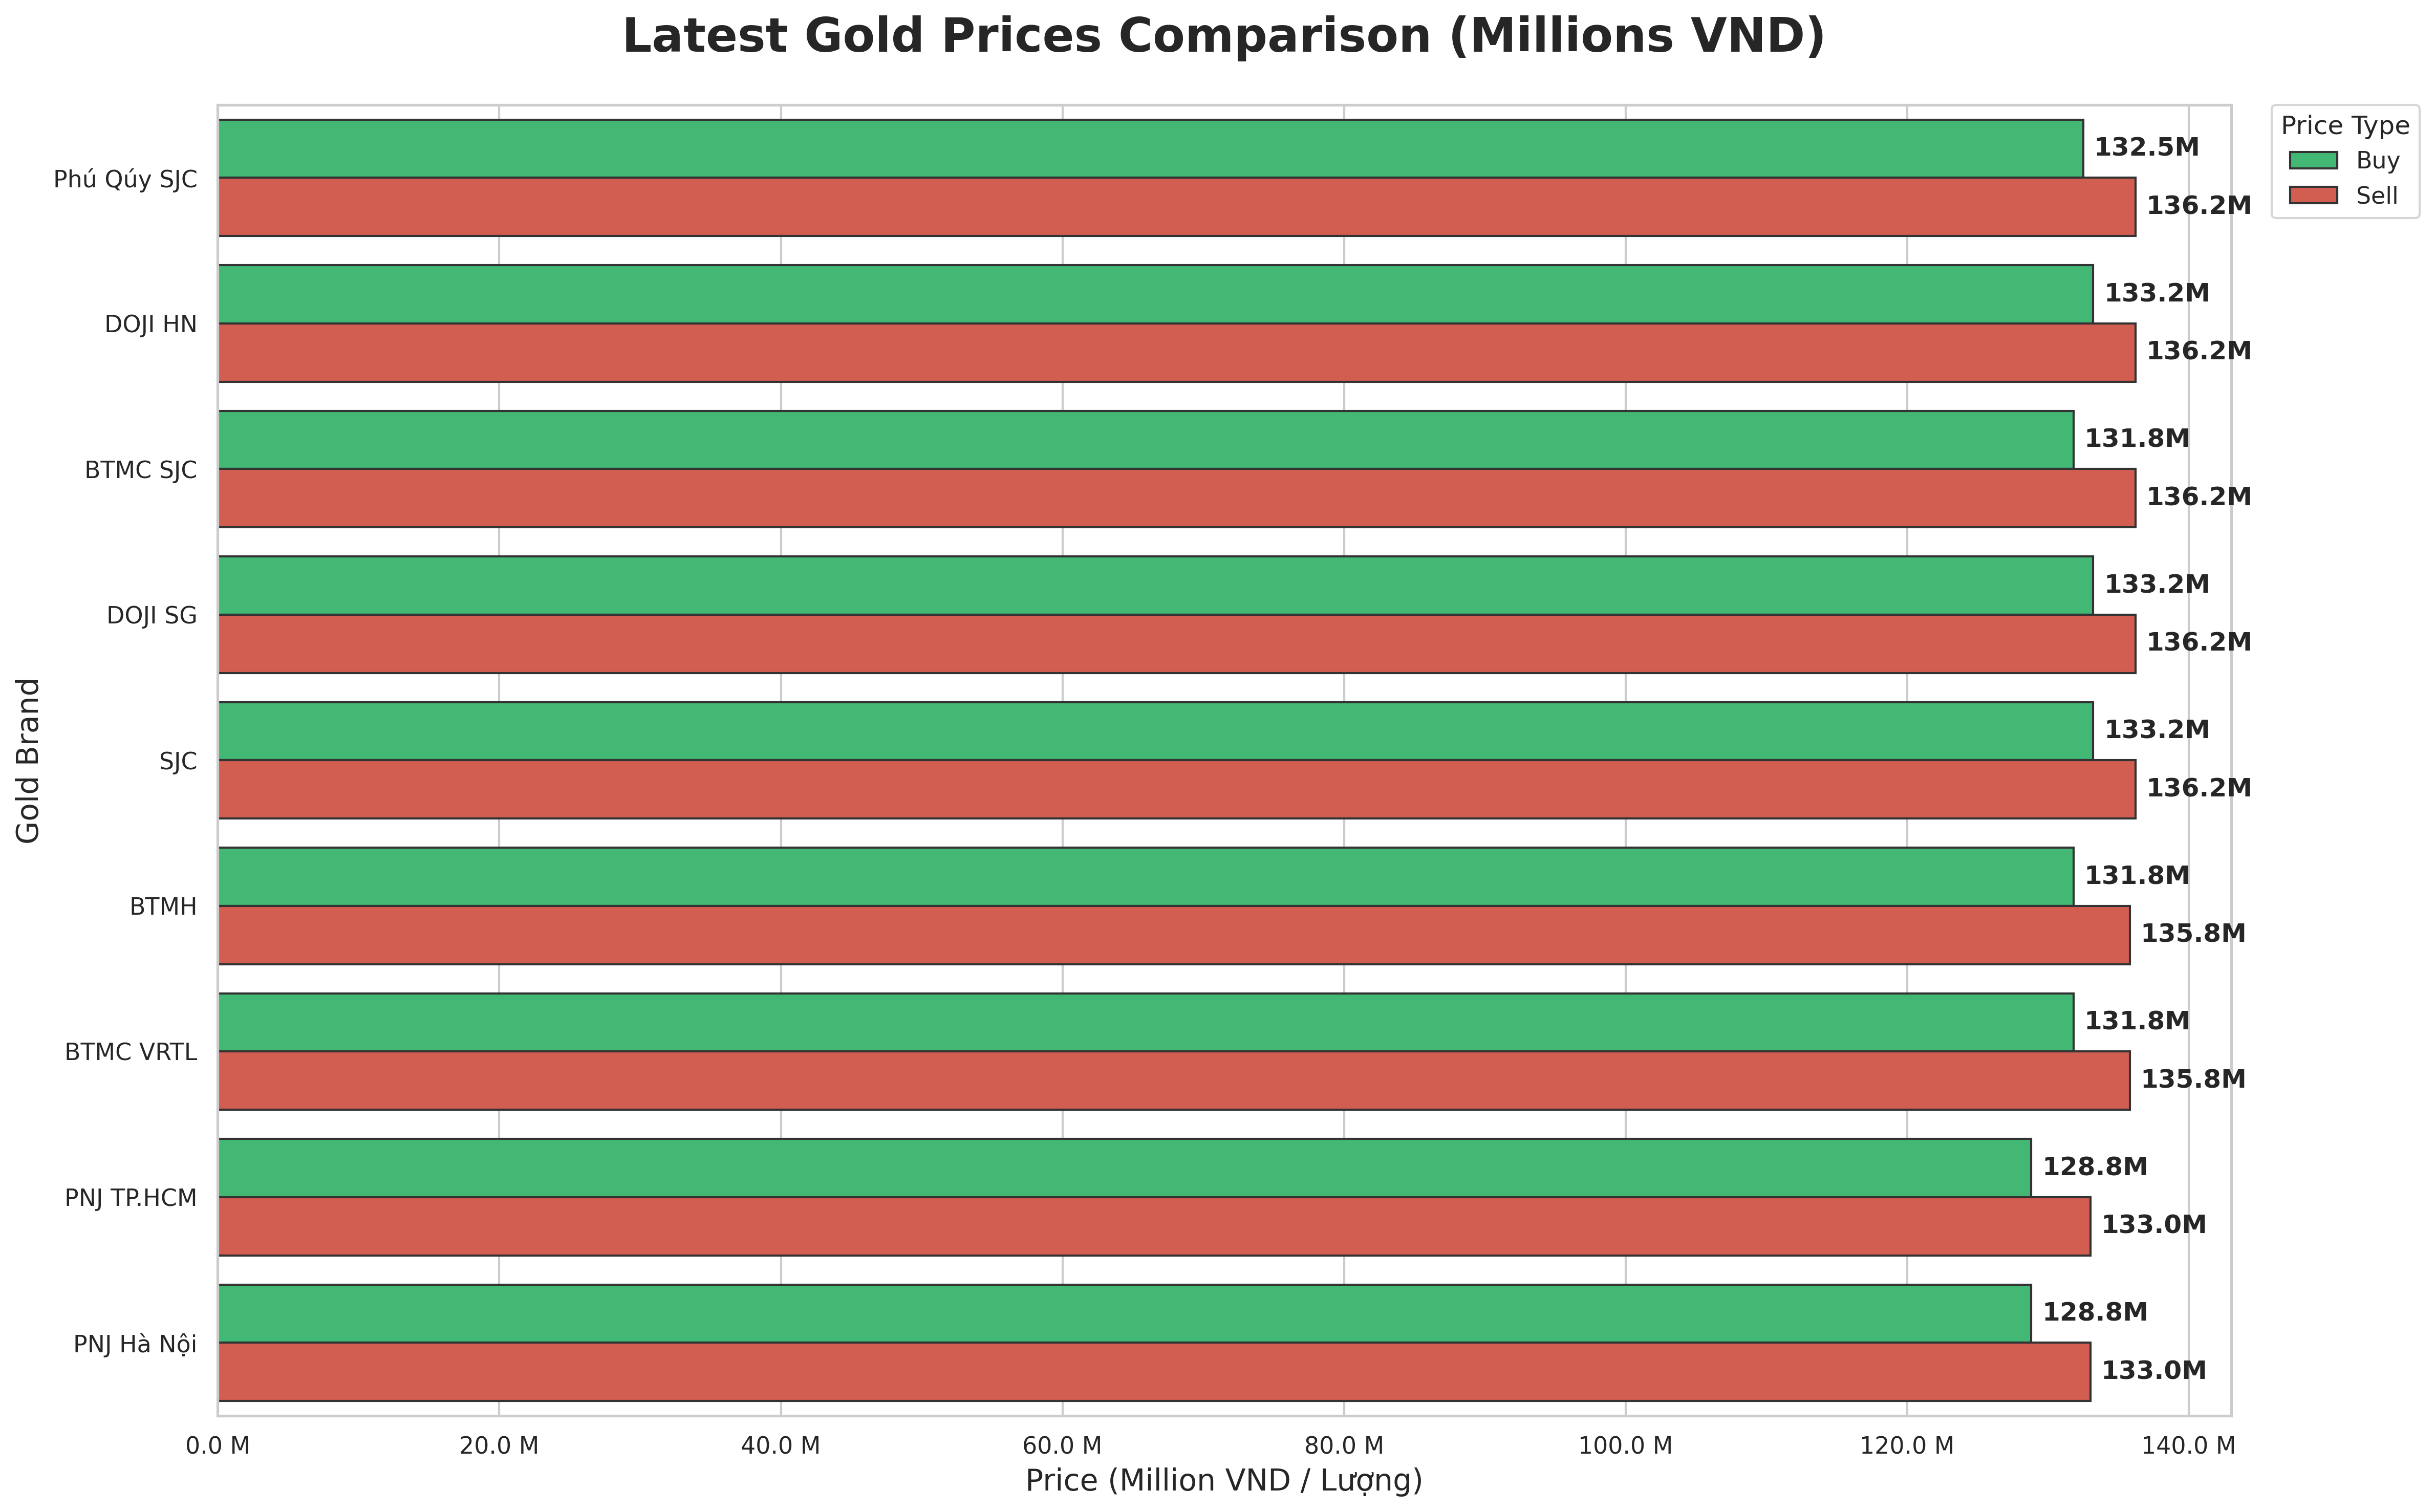 Latest Gold Prices Comparison (Millions VND)
Price Type
Buy
Sell
Gold Brand
Phú Qúy SJC
132.5M
136.2M
DOJI HN
133.2M
136.2M
BTMC SJC
131.8M
136.2M
DOJI SG
133.2M
136.2M
SJC
133.2M
136.2M
BTMH
131.8M
135.8M
BTMC VRTL
131.8M
135.8M
PNJ TP.HCM
128.8M
133.0M
PNJ Hà Nội
128.8M
133.0M
0.0 M 20.0 M 40.0 M 60.0 M 80.0 M 100.0 M 120.0 M 140.0 M
Price (Million VND / Lượng)